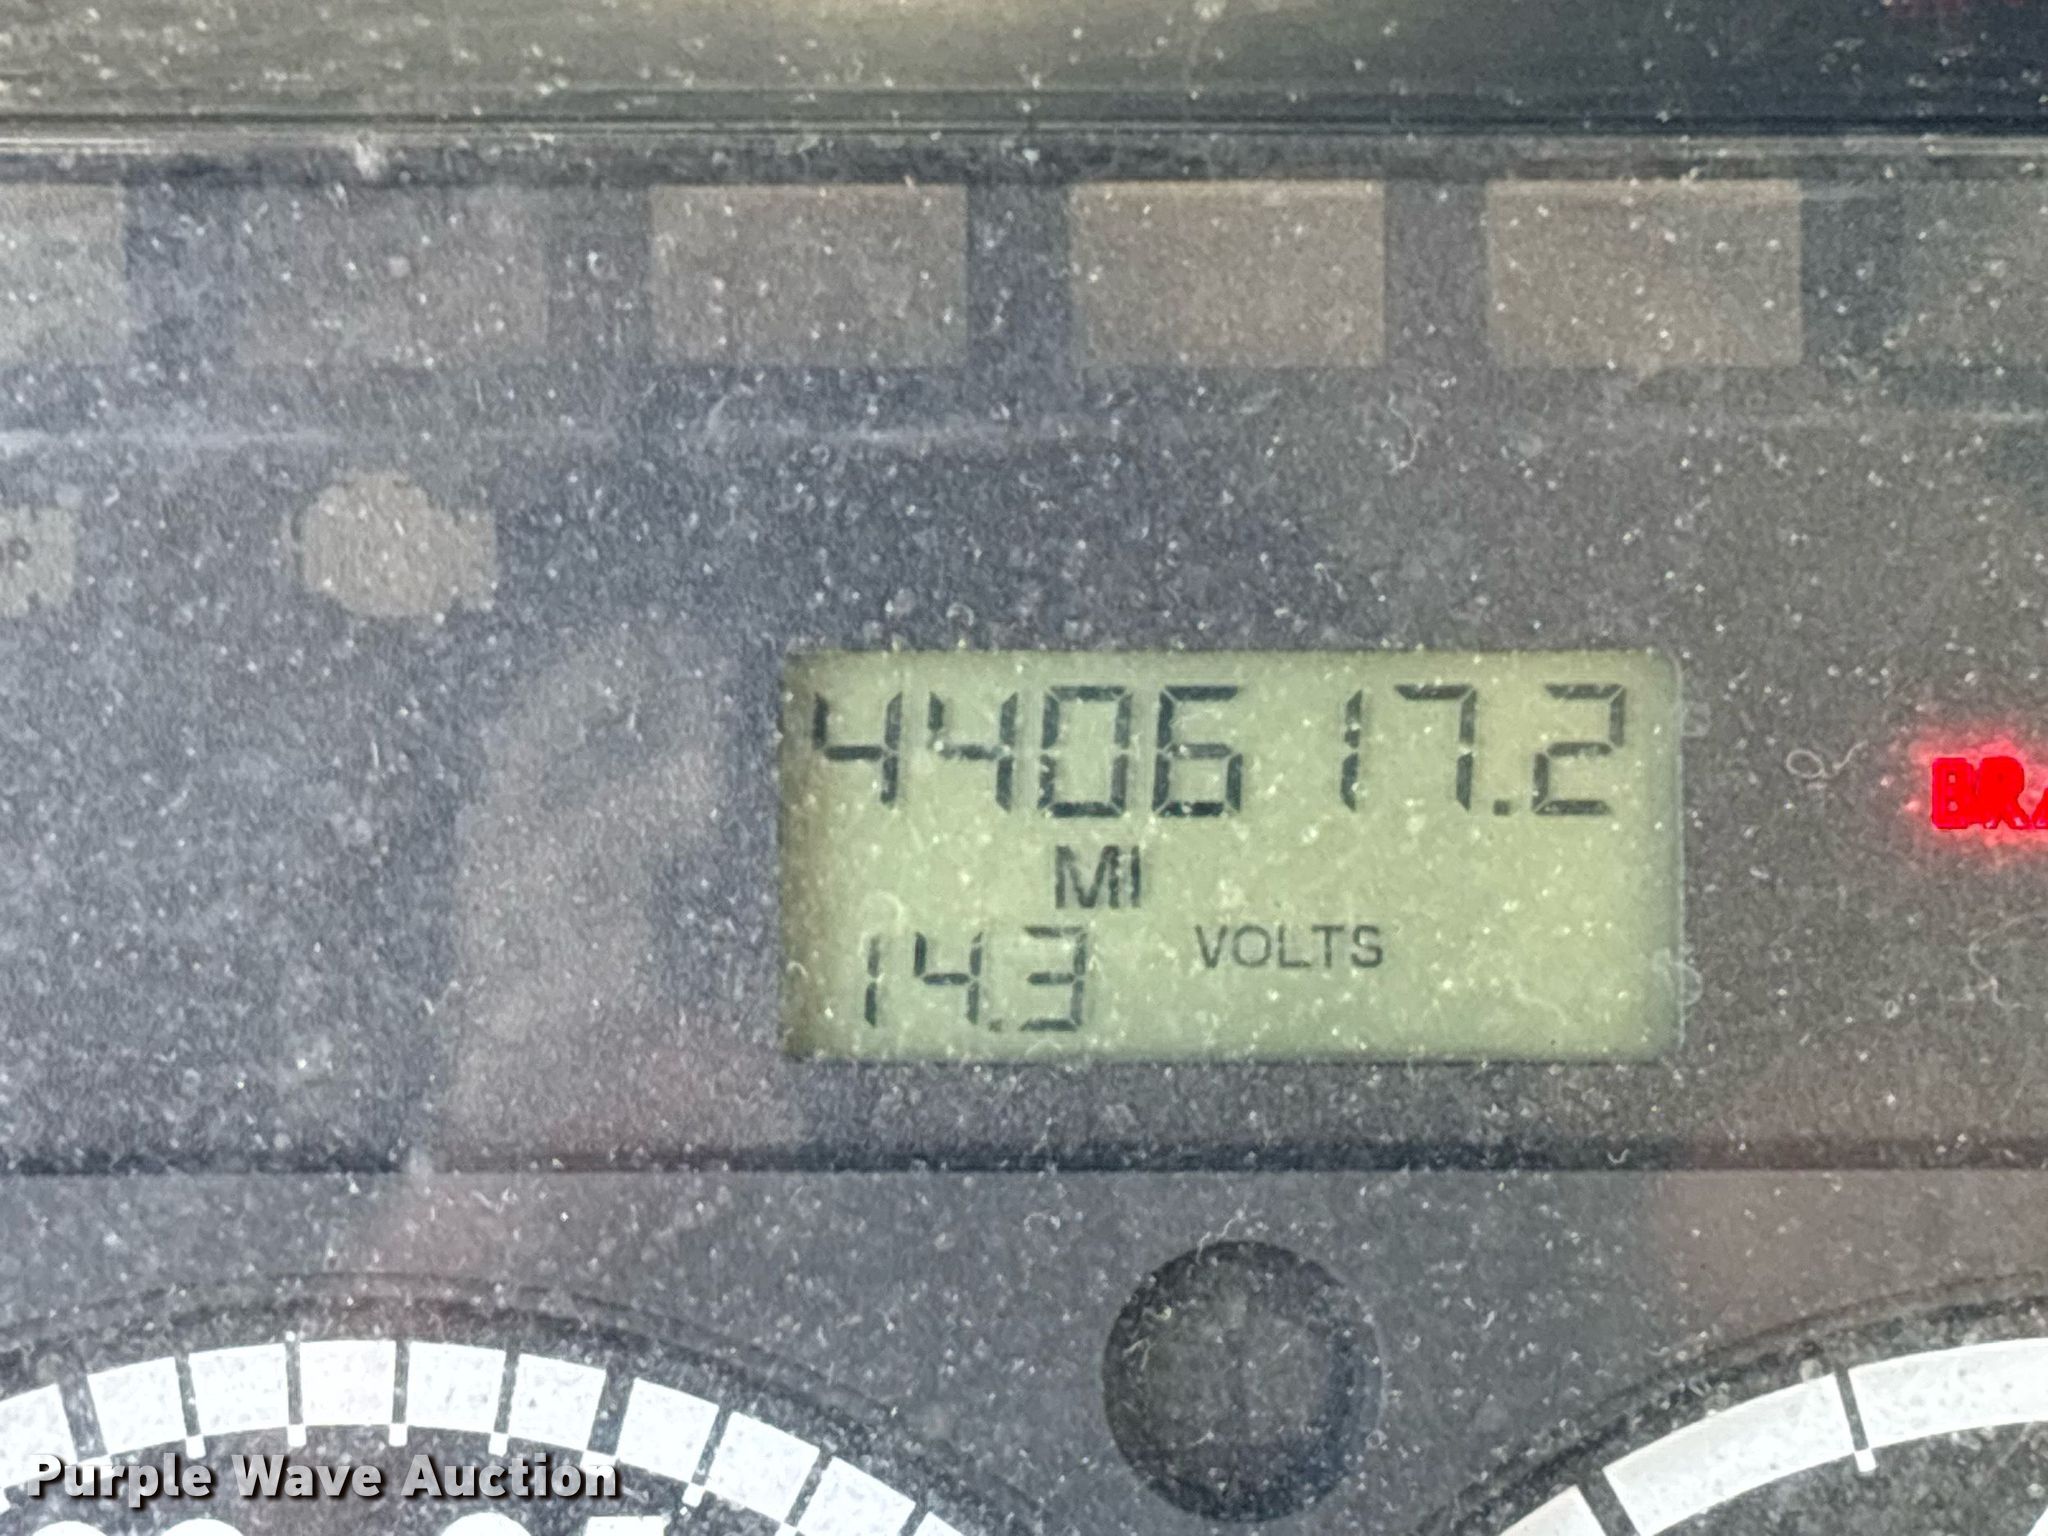 440617.2
MI
14.3 VOLTS
Purple Wave Auction